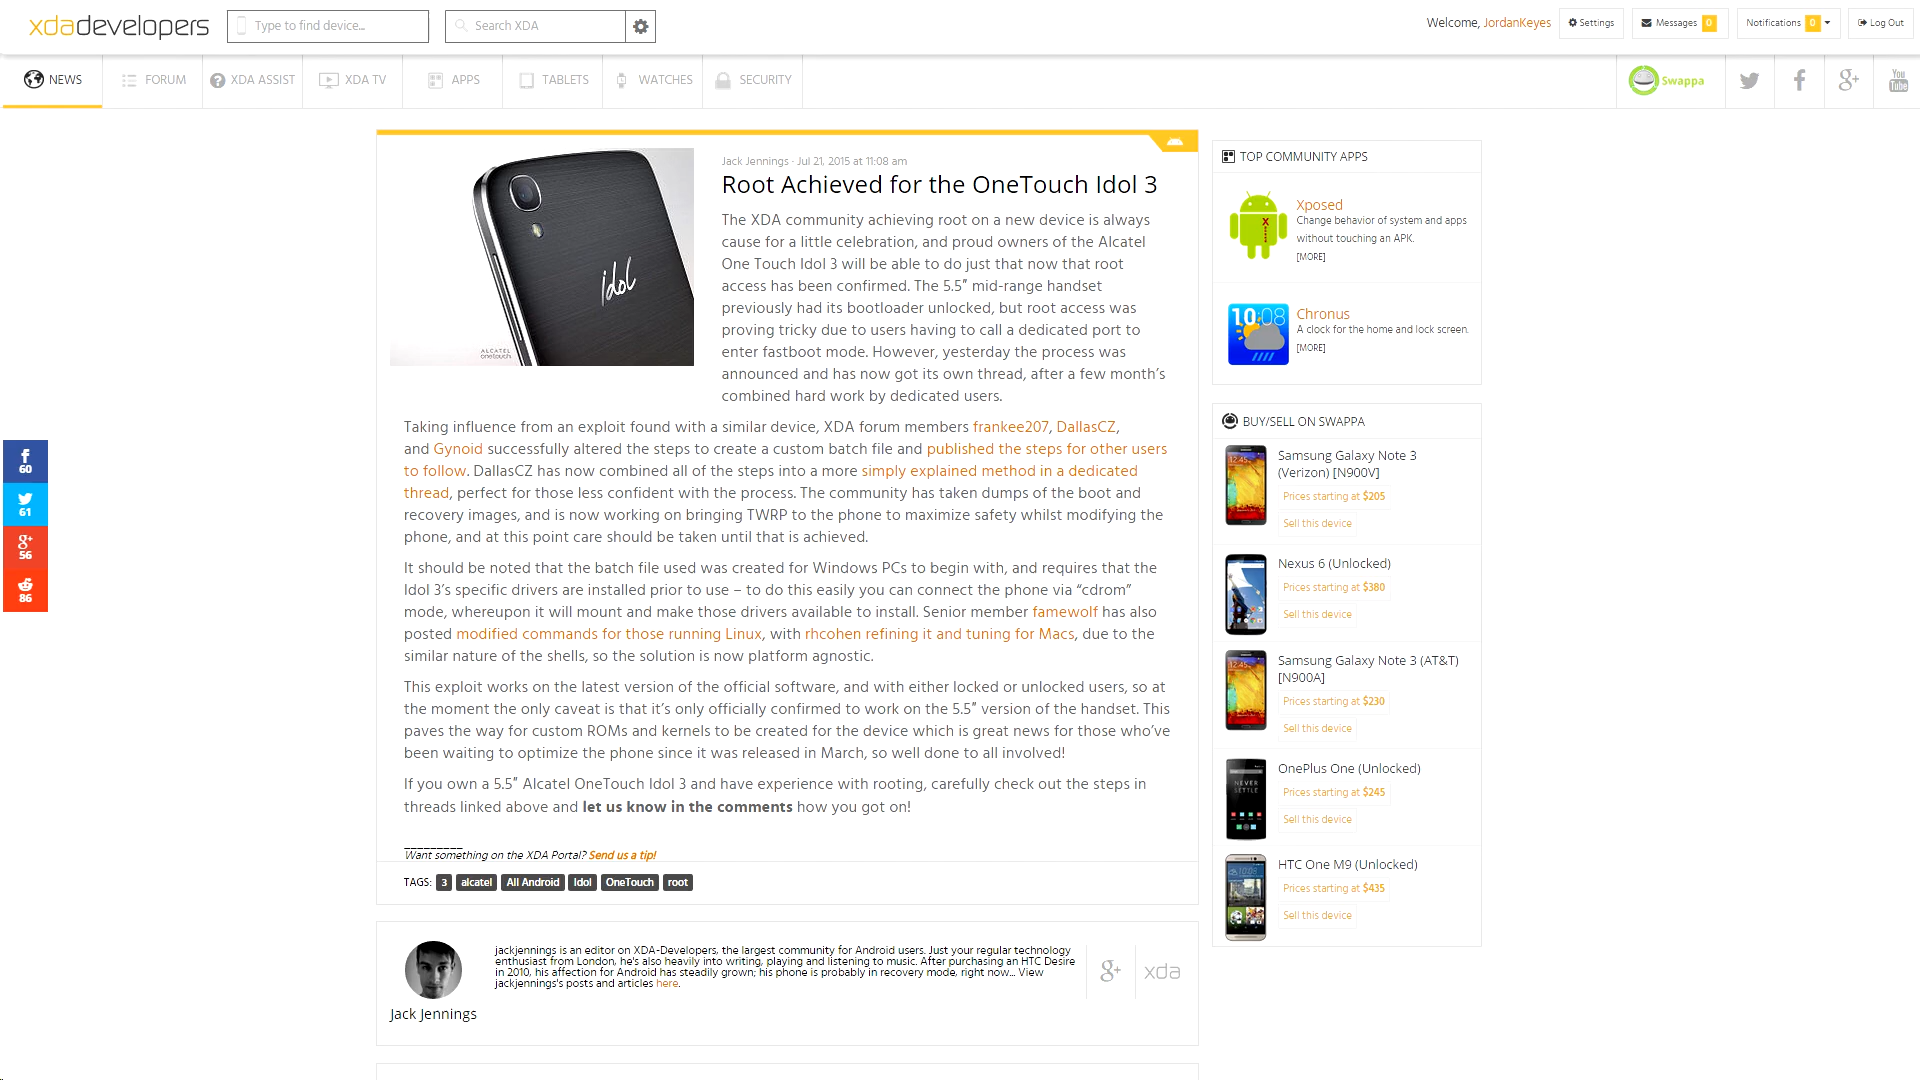 xdadevelopers
Type to find device...
Search XDA
Welcome, JordanKeyes
Settings
Messages 0
Notifications 0
Log Out
NEWS
FORUM
XDA ASSIST
XDA TV
APPS
TABLETS
WATCHES
SECURITY
Swappa
You Tube
Jack Jennings · Jul 21, 2015 at 11:08 am
Root Achieved for the OneTouch Idol 3
idol
ALCATEL
onetouch
The XDA community achieving root on a new device is always
cause for a little celebration, and proud owners of the Alcatel
One Touch Idol 3 will be able to do just that now that root
access has been confirmed. The 5.5″ mid-range handset
previously had its bootloader unlocked, but root access was
proving tricky due to users having to call a dedicated port to
enter fastboot mode. However, yesterday the process was
announced and has now got its own thread, after a few month’s
combined hard work by dedicated users.
Taking influence from an exploit found with a similar device, XDA forum members frankee207, DallasCZ,
and Gynoid successfully altered the steps to create a custom batch file and published the steps for other users
to follow. DallasCZ has now combined all of the steps into a more simply explained method in a dedicated
thread, perfect for those less confident with the process. The community has taken dumps of the boot and
recovery images, and is now working on bringing TWRP to the phone to maximize safety whilst modifying the
phone, and at this point care should be taken until that is achieved.
It should be noted that the batch file used was created for Windows PCs to begin with, and requires that the
Idol 3’s specific drivers are installed prior to use – to do this easily you can connect the phone via “cdrom”
mode, whereupon it will mount and make those drivers available to install. Senior member famewolf has also
posted modified commands for those running Linux, with rhcohen refining it and tuning for Macs, due to the
similar nature of the shells, so the solution is now platform agnostic.
This exploit works on the latest version of the official software, and with either locked or unlocked users, so at
the moment the only caveat is that it’s only officially confirmed to work on the 5.5″ version of the handset. This
paves the way for custom ROMs and kernels to be created for the device which is great news for those who’ve
been waiting to optimize the phone since it was released in March, so well done to all involved!
If you own a 5.5″ Alcatel OneTouch Idol 3 and have experience with rooting, carefully check out the steps in
threads linked above and let us know in the comments how you got on!
_________
Want something on the XDA Portal? Send us a tip!
TAGS: 3 alcatel All Android Idol OneTouch root
60
61
g+
56
86
jackjennings is an editor on XDA-Developers, the largest community for Android users. Just your regular technology
enthusiast from London, he's also heavily into writing, playing and listening to music. After purchasing an HTC Desire
in 2010, his affection for Android has steadily grown; his phone is probably in recovery mode, right now... View
jackjennings's posts and articles here.
g+
xda
Jack Jennings
TOP COMMUNITY APPS
Xposed
Change behavior of system and apps
without touching an APK.
[MORE]
10:08
Chronus
A clock for the home and lock screen.
[MORE]
BUY/SELL ON SWAPPA
Samsung Galaxy Note 3
(Verizon) [N900V]
Prices starting at $205
Sell this device
Nexus 6 (Unlocked)
Prices starting at $380
Sell this device
Samsung Galaxy Note 3 (AT&T)
[N900A]
Prices starting at $230
Sell this device
NEVER
SETTLE
OnePlus One (Unlocked)
Prices starting at $245
Sell this device
HTC One M9 (Unlocked)
Prices starting at $435
Sell this device